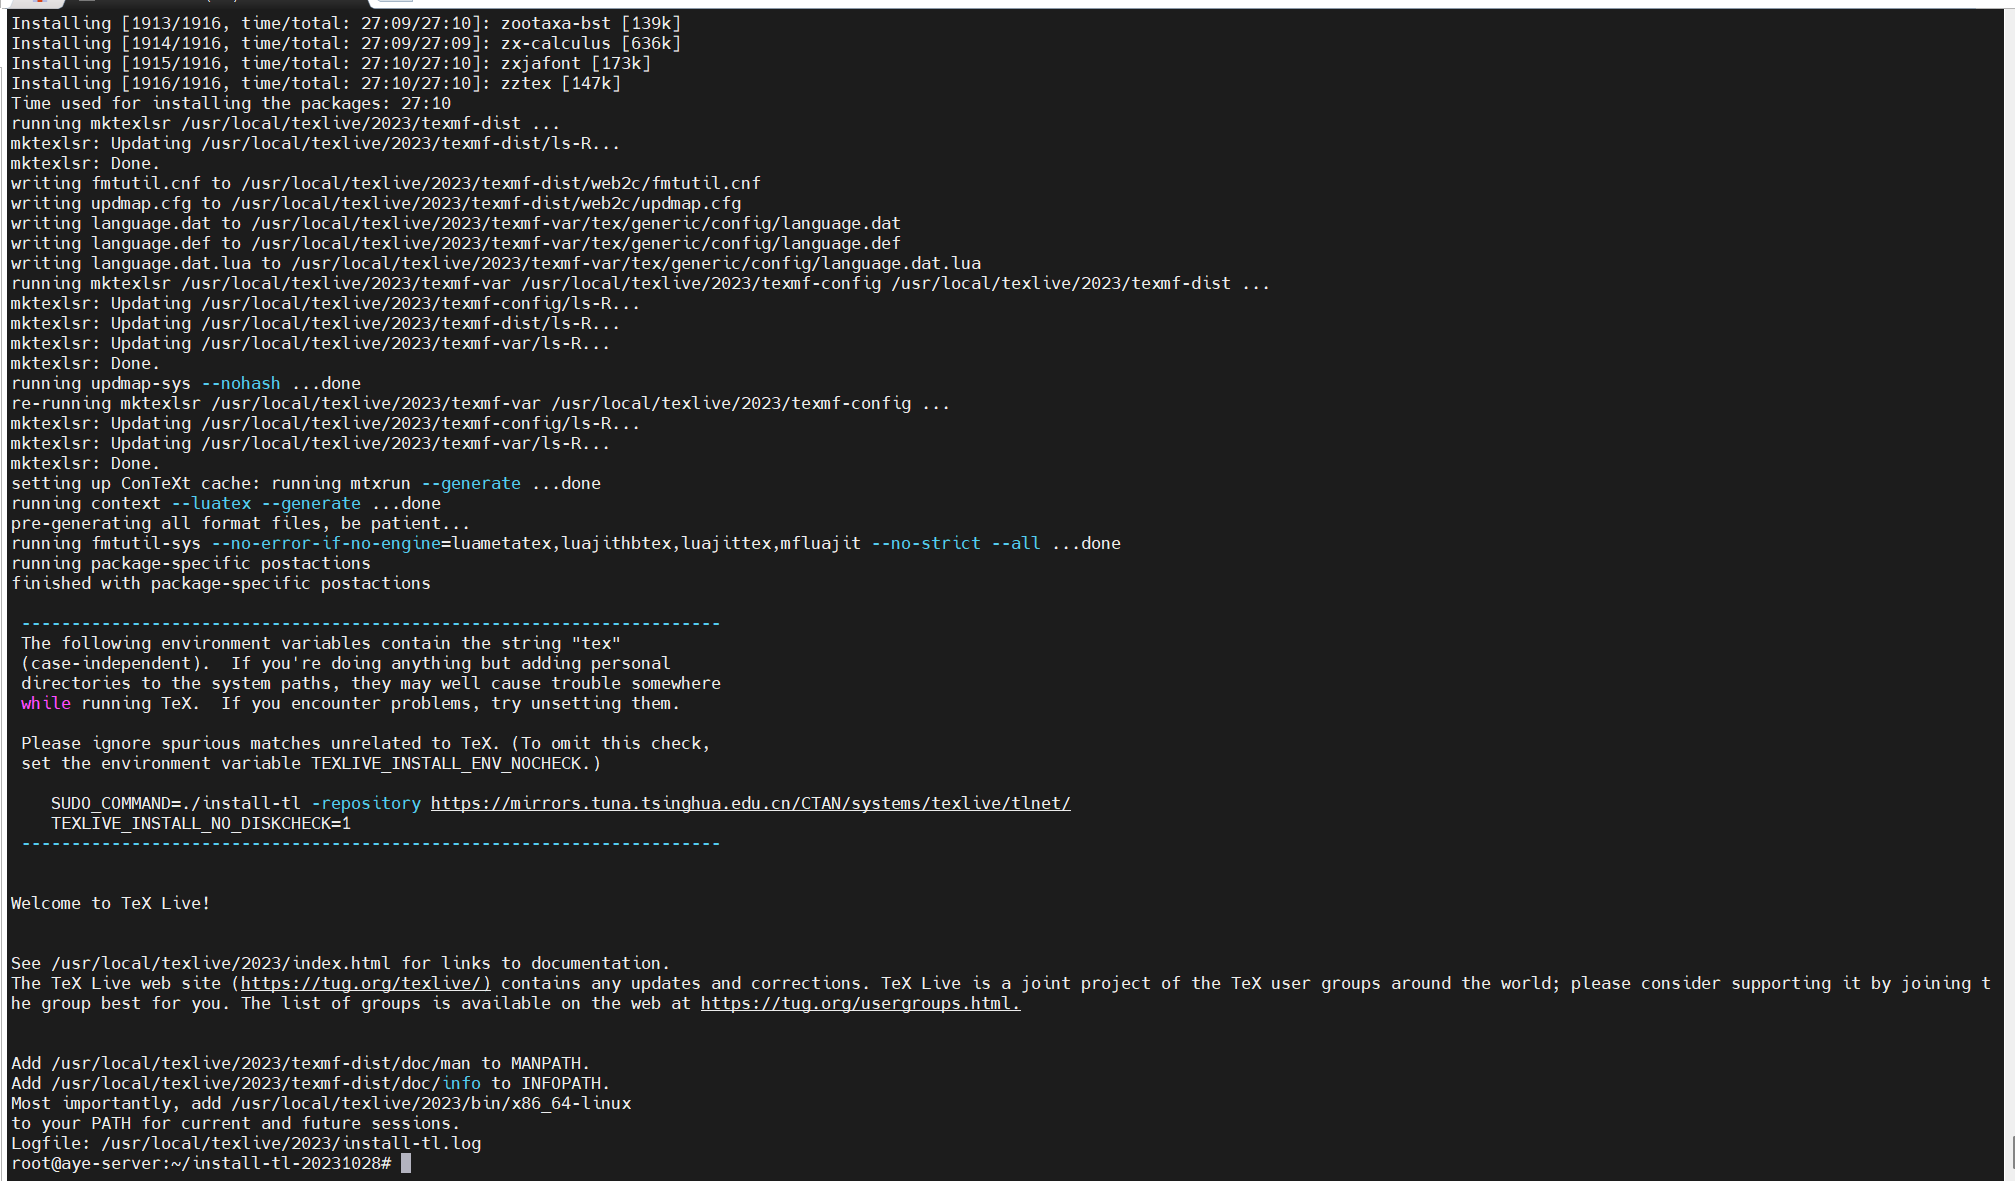 Installing [1913/1916, time/total: 27:09/27:10]: zootaxa-bst [139k]
Installing [1914/1916, time/total: 27:09/27:09]: zx-calculus [636k]
Installing [1915/1916, time/total: 27:10/27:10]: zxjafont [173k]
Installing [1916/1916, time/total: 27:10/27:10]: zztex [147k]
Time used for installing the packages: 27:10
running mktexlsr /usr/local/texlive/2023/texmf-dist ...
mktexlsr: Updating /usr/local/texlive/2023/texmf-dist/ls-R...
mktexlsr: Done.
writing fmtutil.cnf to /usr/local/texlive/2023/texmf-dist/web2c/fmtutil.cnf
writing updmap.cfg to /usr/local/texlive/2023/texmf-dist/web2c/updmap.cfg
writing language.dat to /usr/local/texlive/2023/texmf-var/tex/generic/config/language.dat
writing language.def to /usr/local/texlive/2023/texmf-var/tex/generic/config/language.def
writing language.dat.lua to /usr/local/texlive/2023/texmf-var/tex/generic/config/language.dat.lua
running mktexlsr /usr/local/texlive/2023/texmf-var /usr/local/texlive/2023/texmf-config /usr/local/texlive/2023/texmf-dist ...
mktexlsr: Updating /usr/local/texlive/2023/texmf-config/ls-R...
mktexlsr: Updating /usr/local/texlive/2023/texmf-dist/ls-R...
mktexlsr: Updating /usr/local/texlive/2023/texmf-var/ls-R...
mktexlsr: Done.
running updmap-sys --nohash ...done
re-running mktexlsr /usr/local/texlive/2023/texmf-var /usr/local/texlive/2023/texmf-config ...
mktexlsr: Updating /usr/local/texlive/2023/texmf-config/ls-R...
mktexlsr: Updating /usr/local/texlive/2023/texmf-var/ls-R...
mktexlsr: Done.
setting up ConTeXt cache: running mtxrun --generate ...done
running context --luatex --generate ...done
pre-generating all format files, be patient...
running fmtutil-sys --no-error-if-no-engine=luametatex,luajithbtex,luajittex,mfluajit --no-strict --all ...done
running package-specific postactions
finished with package-specific postactions
----------------------------------------------------------------------
The following environment variables contain the string "tex"
(case-independent).  If you're doing anything but adding personal
directories to the system paths, they may well cause trouble somewhere
while running TeX.  If you encounter problems, try unsetting them.
Please ignore spurious matches unrelated to TeX. (To omit this check,
set the environment variable TEXLIVE_INSTALL_ENV_NOCHECK.)
SUDO_COMMAND=./install-tl -repository https://mirrors.tuna.tsinghua.edu.cn/CTAN/systems/texlive/tlnet/
TEXLIVE_INSTALL_NO_DISKCHECK=1
----------------------------------------------------------------------
Welcome to TeX Live!
See /usr/local/texlive/2023/index.html for links to documentation.
The TeX Live web site (https://tug.org/texlive/) contains any updates and corrections. TeX Live is a joint project of the TeX user groups around the world; please consider supporting it by joining t
he group best for you. The list of groups is available on the web at https://tug.org/usergroups.html.
Add /usr/local/texlive/2023/texmf-dist/doc/man to MANPATH.
Add /usr/local/texlive/2023/texmf-dist/doc/info to INFOPATH.
Most importantly, add /usr/local/texlive/2023/bin/x86_64-linux
to your PATH for current and future sessions.
Logfile: /usr/local/texlive/2023/install-tl.log
root@aye-server:~/install-tl-20231028#